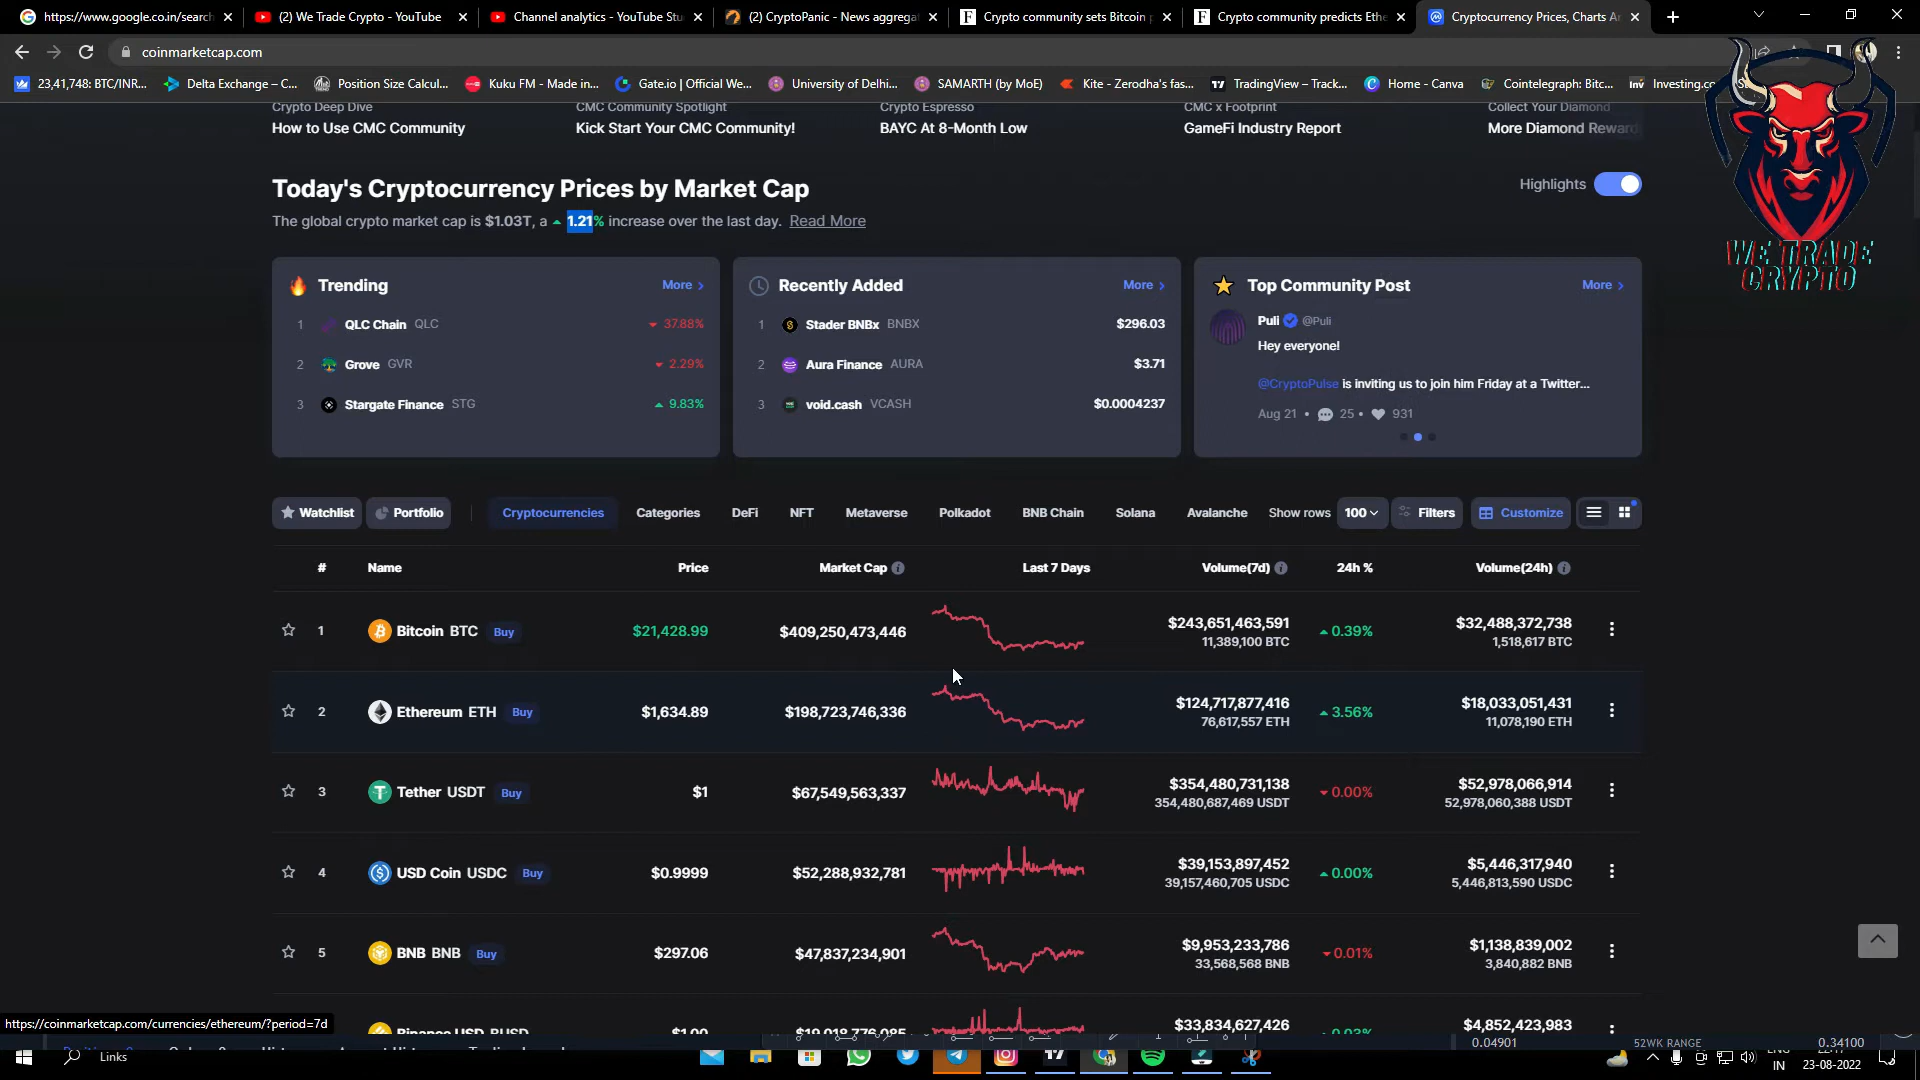 https://www.google.co.in/search
(2) We Trade Crypto - YouTube
Channel analytics - YouTube Stu
(2) CryptoPanic - News aggregat
Crypto community sets Bitcoin p
Crypto community predicts Ethe
Cryptocurrency Prices, Charts A
coinmarketcap.com
23,41,748: BTC/INR...
Delta Exchange – C...
Position Size Calcul...
Kuku FM - Made in...
Gate.io | Official We...
University of Delhi...
SAMARTH (by MoE)
Kite - Zerodha's fas...
TradingView – Track...
Home - Canva
Cointelegraph: Bitc...
Investing.co
Crypto Deep Dive
How to Use CMC Community
CMC Community Spotlight
Kick Start Your CMC Community!
Crypto Espresso
BAYC At 8-Month Low
CMC x Footprint
GameFi Industry Report
Collect Your Diamond
More Diamond Reward
WE TRADE
CRYPTO
Today's Cryptocurrency Prices by Market Cap
Highlights
The global crypto market cap is $1.03T, a 1.21% increase over the last day. Read More
Trending
More
1 QLC Chain QLC 37.88%
2 Grove GVR 2.29%
3 Stargate Finance STG 9.83%
Recently Added
More
1 Stader BNBx BNBX $296.03
2 Aura Finance AURA $3.71
3 void.cash VCASH $0.0004237
Top Community Post
More
Puli @Puli
Hey everyone!
@CryptoPulse is inviting us to join him Friday at a Twitter...
Aug 21 • 25 • 931
Watchlist Portfolio Cryptocurrencies Categories DeFi NFT Metaverse Polkadot BNB Chain Solana Avalanche Show rows 100 Filters Customize
# Name Price Market Cap Last 7 Days Volume(7d) 24h % Volume(24h)
1 Bitcoin BTC Buy $21,428.99 $409,250,473,446 $243,651,463,591 0.39% $32,488,372,738
11,389,100 BTC 1,518,617 BTC
2 Ethereum ETH Buy $1,634.89 $198,723,746,336 $124,717,877,416 3.56% $18,033,051,431
76,617,557 ETH 11,078,190 ETH
3 Tether USDT Buy $1 $67,549,563,337 $354,480,731,138 0.00% $52,978,066,914
354,480,687,469 USDT 52,978,060,388 USDT
4 USD Coin USDC Buy $0.9999 $52,288,932,781 $39,153,897,452 0.00% $5,446,317,940
39,157,460,705 USDC 5,446,813,590 USDC
5 BNB BNB Buy $297.06 $47,837,234,901 $9,953,233,786 0.01% $1,138,839,002
33,568,568 BNB 3,840,882 BNB
Binance USD BUSD $1.00 $19,018,776,085 $33,834,627,426 0.03% $4,852,423,983
https://coinmarketcap.com/currencies/ethereum/?period=7d
0.04901 52WK RANGE 0.34100
Links
ENG
IN
23-08-2022